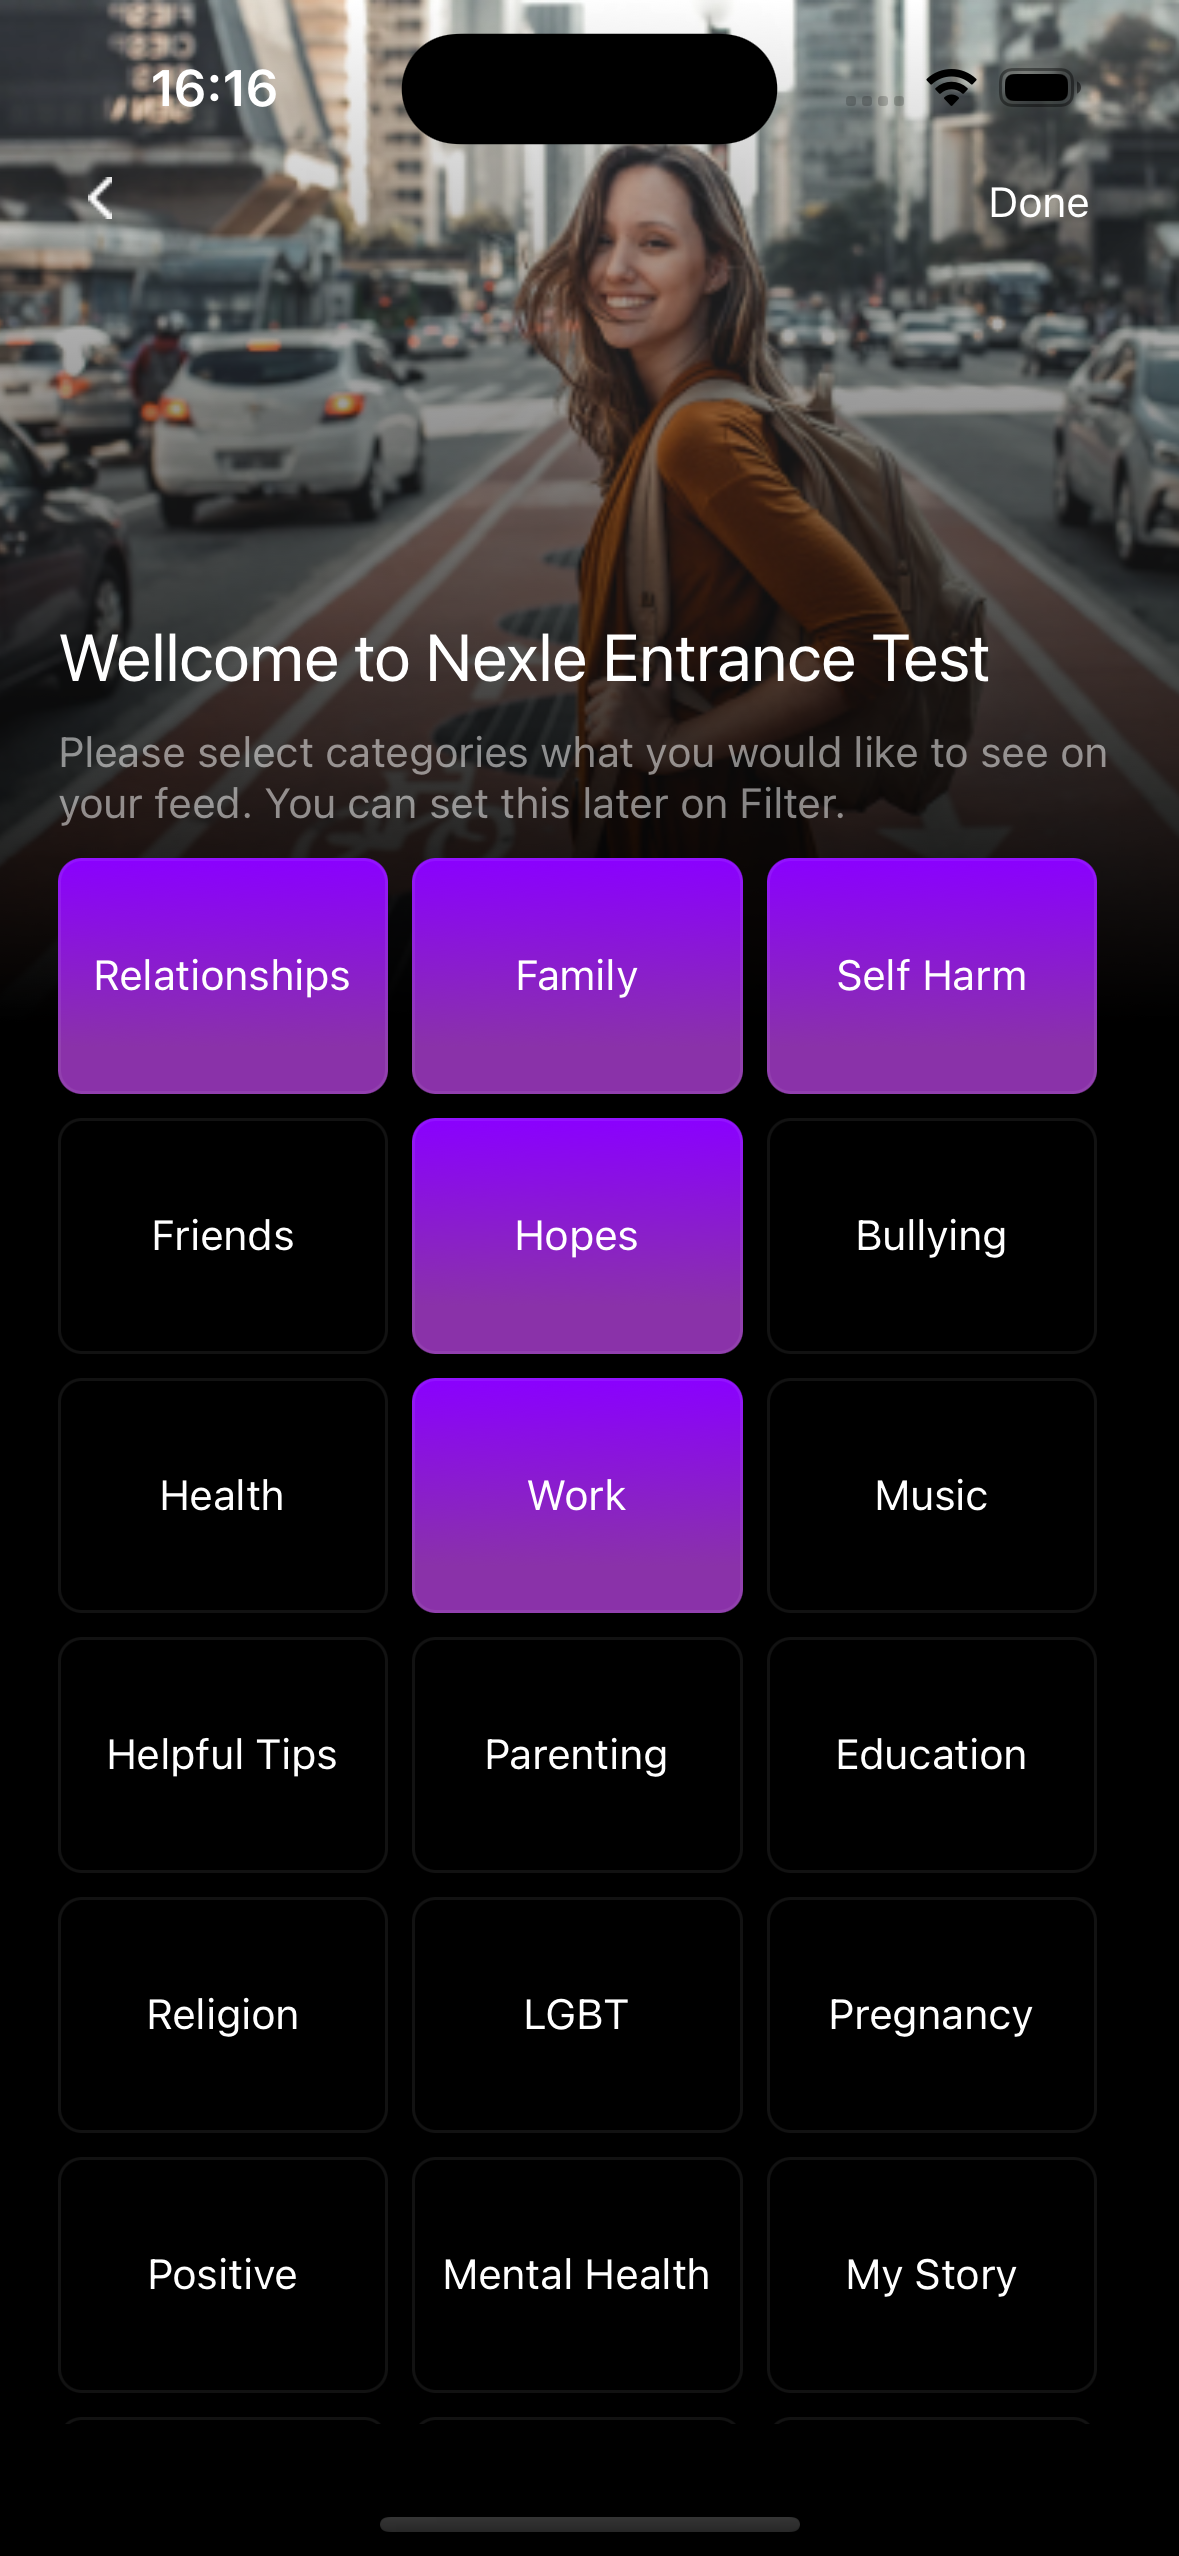 16:16
Done
Wellcome to Nexle Entrance Test
Please select categories what you would like to see on
your feed. You can set this later on Filter.
Relationships
Family
Self Harm
Friends
Hopes
Bullying
Health
Work
Music
Helpful Tips
Parenting
Education
Religion
LGBT
Pregnancy
Positive
Mental Health
My Story